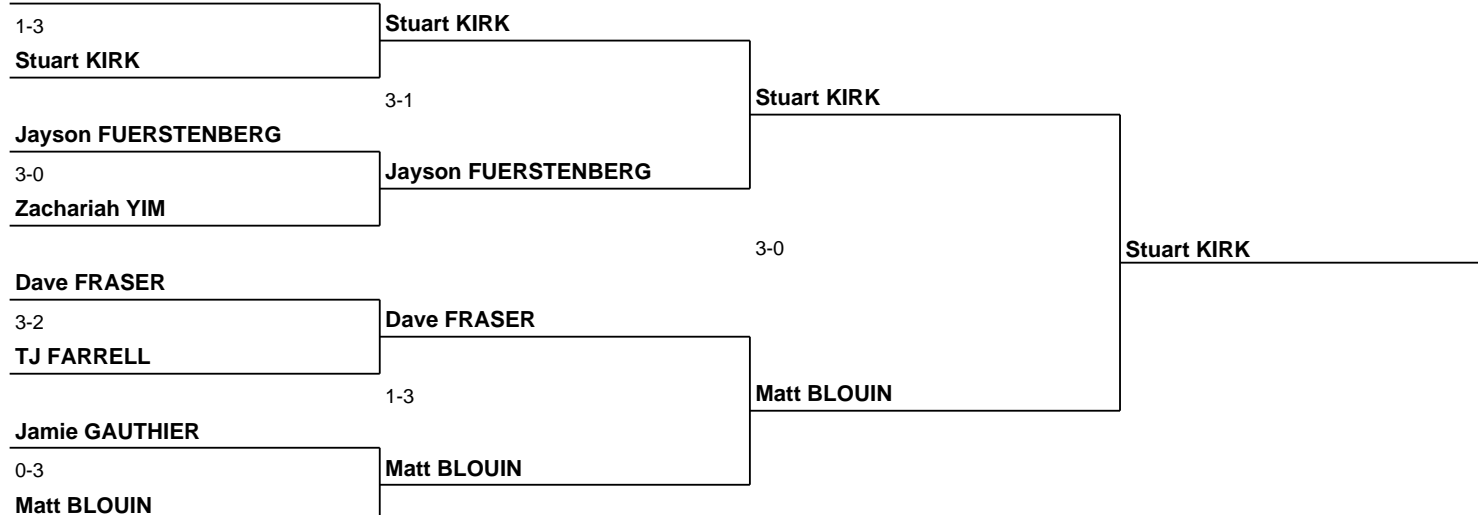 1-3
Stuart KIRK
Stuart KIRK
3-1
Stuart KIRK
Jayson FUERSTENBERG
3-0
Jayson FUERSTENBERG
Zachariah YIM
3-0
Stuart KIRK
Dave FRASER
3-2
Dave FRASER
TJ FARRELL
1-3
Matt BLOUIN
Jamie GAUTHIER
0-3
Matt BLOUIN
Matt BLOUIN